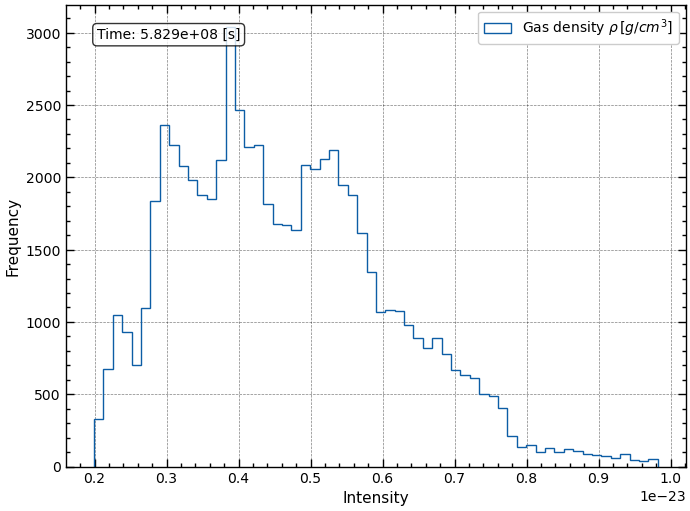 Time: 5.829e+08 [s]
Gas density ρ [g/cm³]
3000
2500
2000
1500
1000
500
0
Frequency
0.2 0.3 0.4 0.5 0.6 0.7 0.8 0.9 1.0
1e−23
Intensity